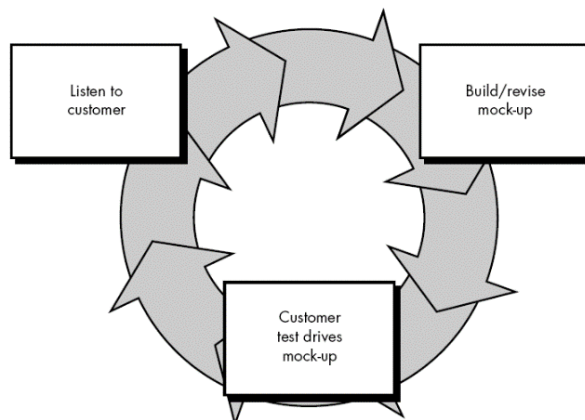 Listen to
customer
Build/revise
mock-up
Customer
test drives
mock-up